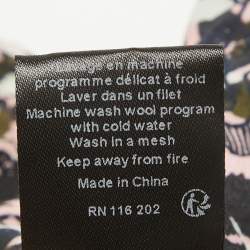 en machine
programme délicat à froid
Laver dans un filet
Machine wash wool program
with cold water
Wash in a mesh
Keep away from fire
Made in China
RN 116 202